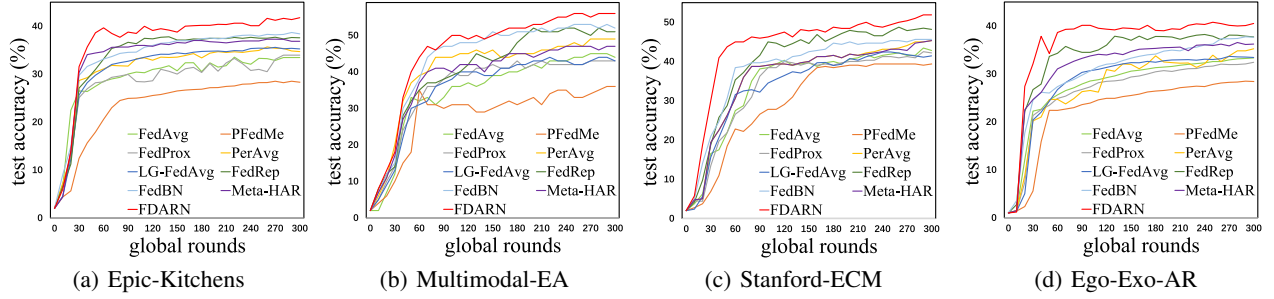 test accuracy (%)
40
30
20
10
0
FedAvg PFedMe
FedProx PerAvg
LG-FedAvg FedRep
FedBN Meta-HAR
FDARN
0 30 60 90 120 150 180 210 240 270 300
global rounds
(a) Epic-Kitchens
test accuracy (%)
50
40
30
20
10
0
FedAvg PFedMe
FedProx PerAvg
LG-FedAvg FedRep
FedBN Meta-HAR
FDARN
0 30 60 90 120 150 180 210 240 270 300
global rounds
(b) Multimodal-EA
test accuracy (%)
50
40
30
20
10
0
FedAvg PFedMe
FedProx PerAvg
LG-FedAvg FedRep
FedBN Meta-HAR
FDARN
0 30 60 90 120 150 180 210 240 270 300
global rounds
(c) Stanford-ECM
test accuracy (%)
40
30
20
10
0
FedAvg PFedMe
FedProx PerAvg
LG-FedAvg FedRep
FedBN Meta-HAR
FDARN
0 30 60 90 120 150 180 210 240 270 300
global rounds
(d) Ego-Exo-AR